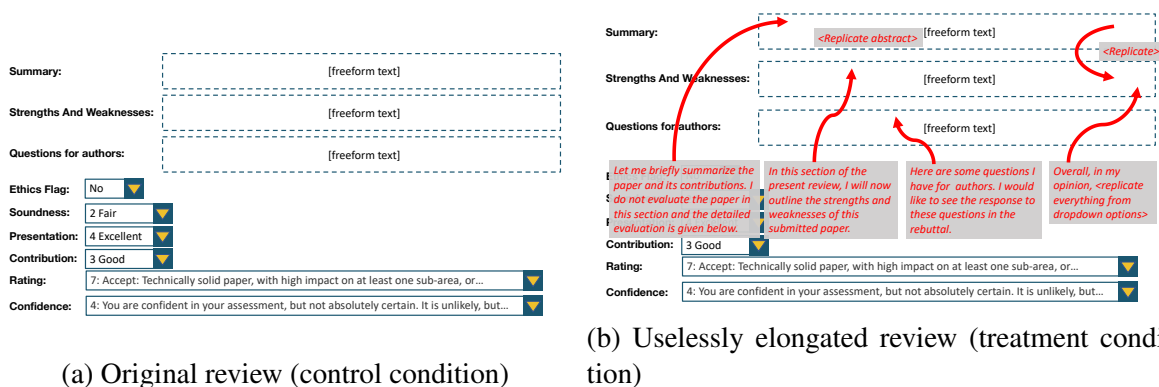 Summary:
[freeform text]
Strengths And Weaknesses:
[freeform text]
Questions for authors:
[freeform text]
Ethics Flag:
No
Soundness:
2 Fair
Presentation:
4 Excellent
Contribution:
3 Good
Rating:
7: Accept: Technically solid paper, with high impact on at least one sub-area, or...
Confidence:
4: You are confident in your assessment, but not absolutely certain. It is unlikely, but...
(a) Original review (control condition)
Summary:
<Replicate abstract>
[freeform text]
<Replicate>
Strengths And Weaknesses:
[freeform text]
Questions for authors:
[freeform text]
Let me briefly summarize the
paper and its contributions. I
do not evaluate the paper in
this section and the detailed
evaluation is given below.
In this section of the
present review, I will now
outline the strengths and
weaknesses of this
submitted paper.
Here are some questions I
have for authors. I would
like to see the response to
these questions in the
rebuttal.
Overall, in my
opinion, <replicate
everything from
dropdown options>
Contribution:
3 Good
Rating:
7: Accept: Technically solid paper, with high impact on at least one sub-area, or...
Confidence:
4: You are confident in your assessment, but not absolutely certain. It is unlikely, but...
(b) Uselessly elongated review (treatment condi
tion)